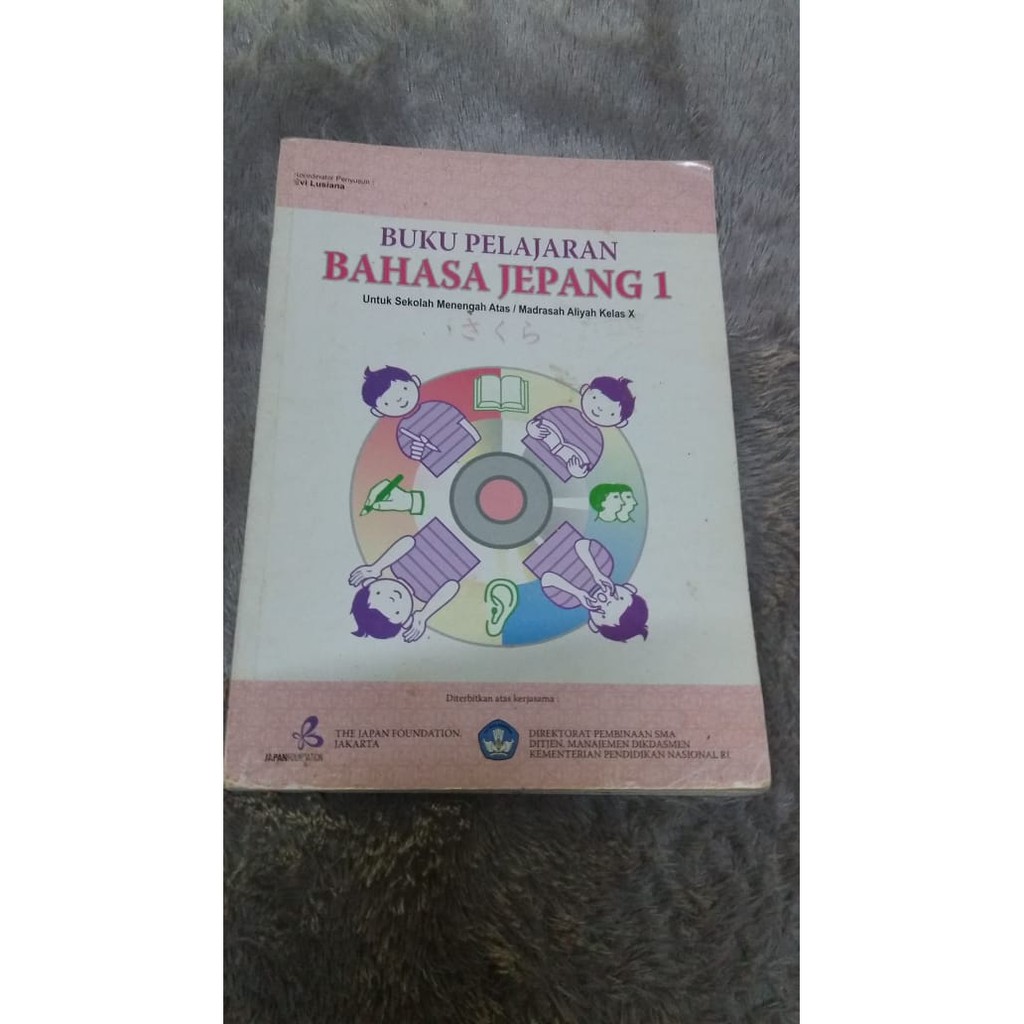 Koordinator Penyusun :
Evi Lusiana
BUKU PELAJARAN
BAHASA JEPANG 1
Untuk Sekolah Menengah Atas / Madrasah Aliyah Kelas X
さくら
Diterbitkan atas kerjasama :
JAPANFOUNDATION
THE JAPAN FOUNDATION,
JAKARTA
DIREKTORAT PEMBINAAN SMA
DITJEN. MANAJEMEN DIKDASMEN
KEMENTERIAN PENDIDIKAN NASIONAL RI.